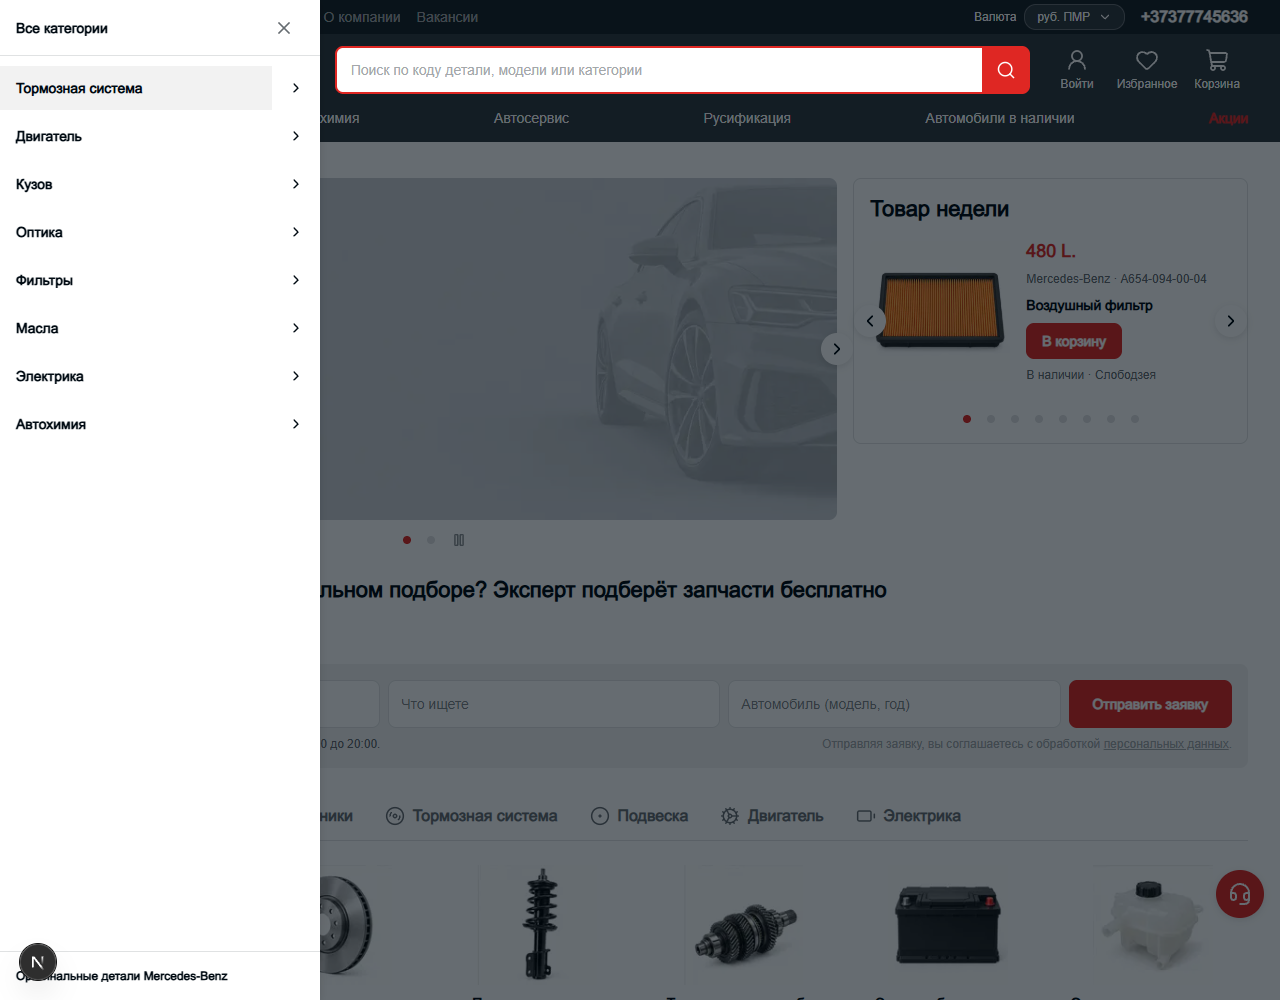 Все категории
О компании Вакансии
Валюта руб. ПМР +37377745636
Поиск по коду детали, модели или категории
Войти Избранное Корзина
химия Автосервис Русификация Автомобили в наличии Акции
Тормозная система
Двигатель
Кузов
Оптика
Фильтры
Масла
Электрика
Автохимия
Товар недели
480 L.
Mercedes-Benz · A654-094-00-04
Воздушный фильтр
В корзину
В наличии · Слободзея
льном подборе? Эксперт подберёт запчасти бесплатно
Что ищете
Автомобиль (модель, год)
Отправить заявку
0 до 20:00.
Отправляя заявку, вы соглашаетесь с обработкой персональных данных.
ники Тормозная система Подвеска Двигатель Электрика
N
нальные детали Mercedes-Benz